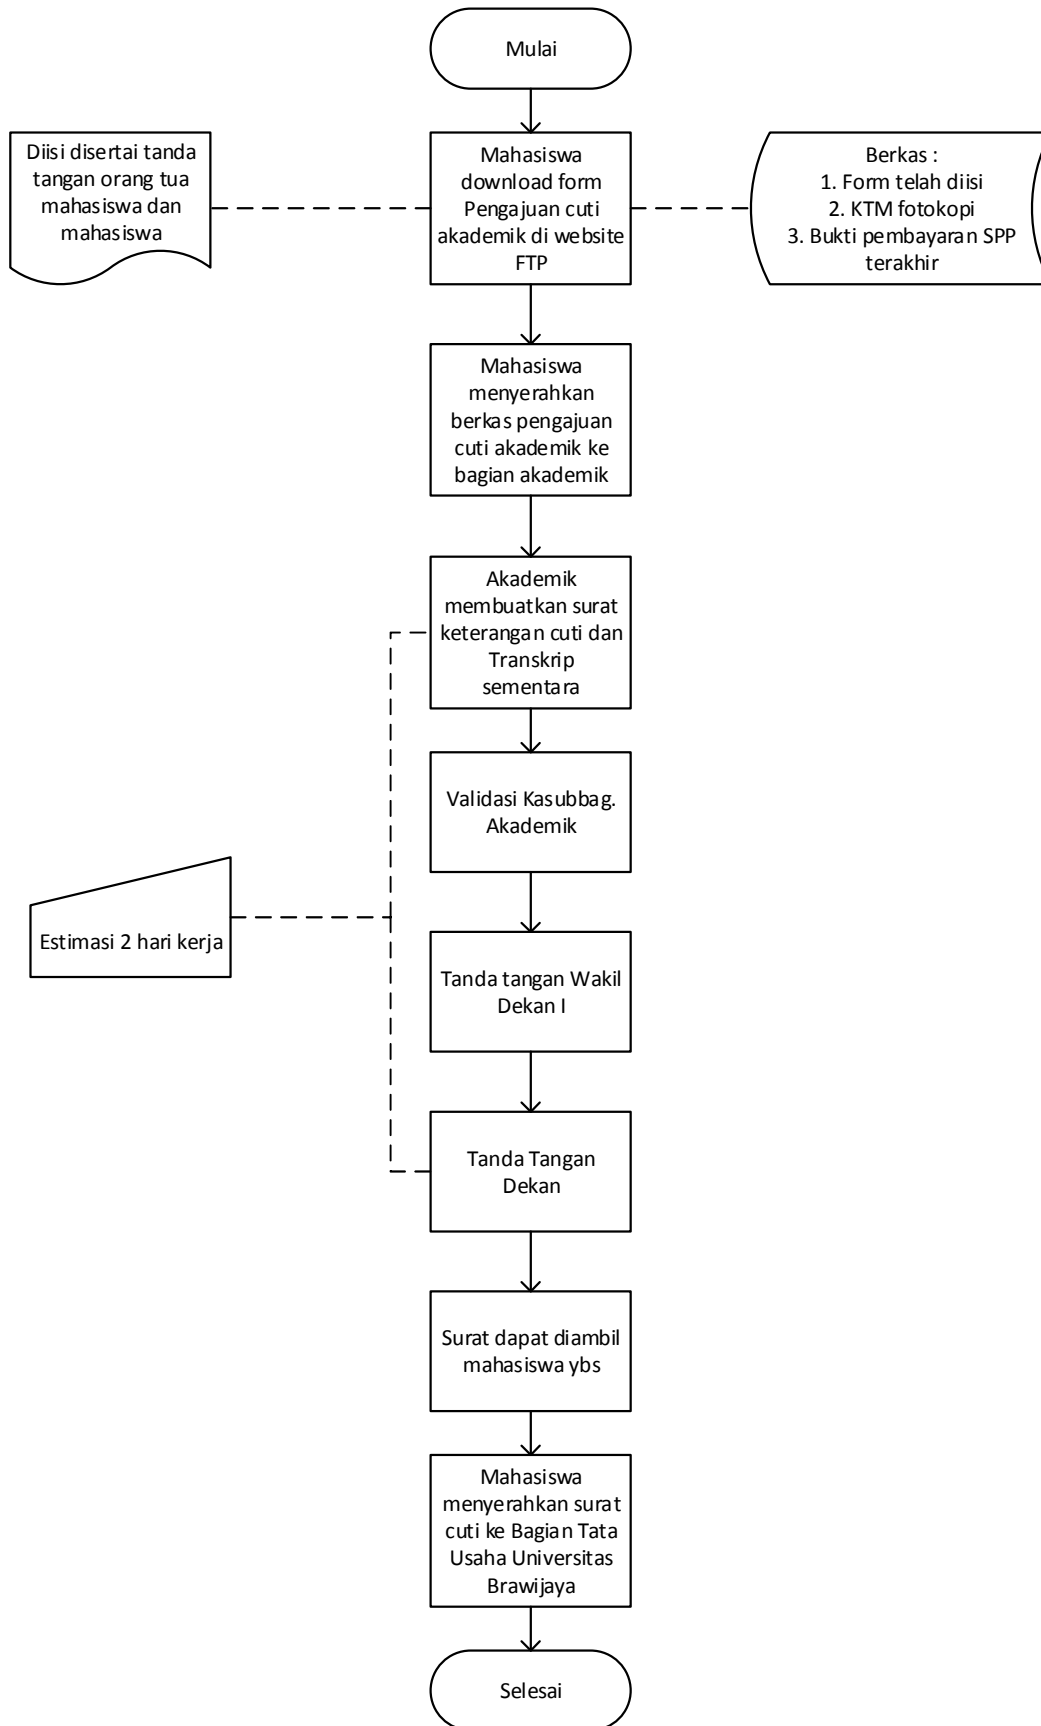 Mulai
Diisi disertai tanda
tangan orang tua
mahasiswa dan
mahasiswa
Mahasiswa
download form
Pengajuan cuti
akademik di website
FTP
Berkas :
1. Form telah diisi
2. KTM fotokopi
3. Bukti pembayaran SPP
terakhir
Mahasiswa
menyerahkan
berkas pengajuan
cuti akademik ke
bagian akademik
Akademik
membuatkan surat
keterangan cuti dan
Transkrip
sementara
Validasi Kasubbag.
Akademik
Estimasi 2 hari kerja
Tanda tangan Wakil
Dekan I
Tanda Tangan
Dekan
Surat dapat diambil
mahasiswa ybs
Mahasiswa
menyerahkan surat
cuti ke Bagian Tata
Usaha Universitas
Brawijaya
Selesai